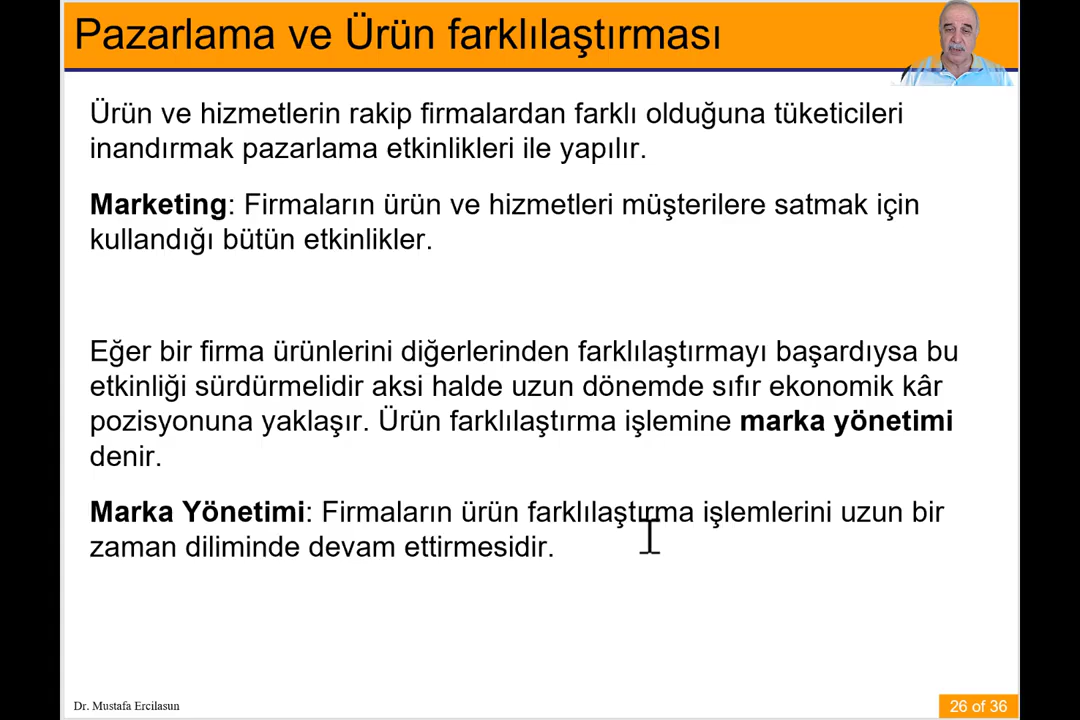 Pazarlama ve Ürün farklılaştırması
Ürün ve hizmetlerin rakip firmalardan farklı olduğuna tüketicileri
inandırmak pazarlama etkinlikleri ile yapılır.
Marketing: Firmaların ürün ve hizmetleri müşterilere satmak için
kullandığı bütün etkinlikler.
Eğer bir firma ürünlerini diğerlerinden farklılaştırmayı başardıysa bu
etkinliği sürdürmelidir aksi halde uzun dönemde sıfır ekonomik kâr
pozisyonuna yaklaşır. Ürün farklılaştırma işlemine marka yönetimi
denir.
Marka Yönetimi: Firmaların ürün farklılaştırma işlemlerini uzun bir
zaman diliminde devam ettirmesidir.
Dr. Mustafa Ercilasun
26 of 36